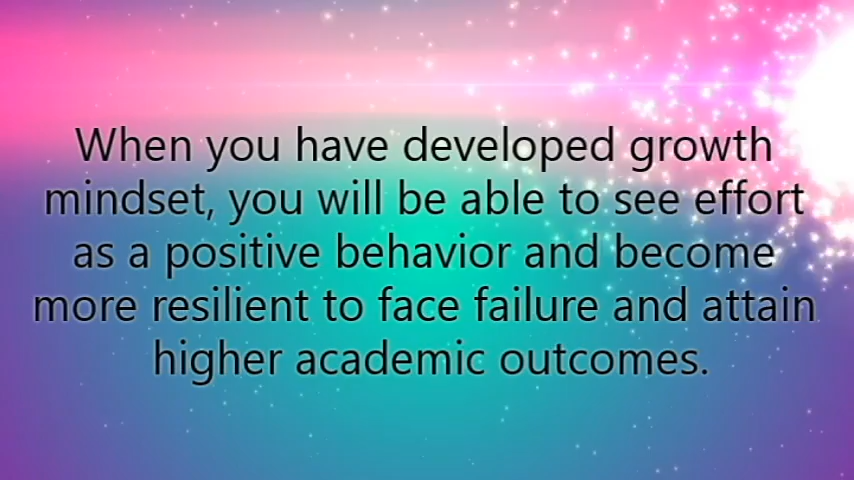 When you have developed growth
mindset, you will be able to see effort
as a positive behavior and become
more resilient to face failure and attain
higher academic outcomes.